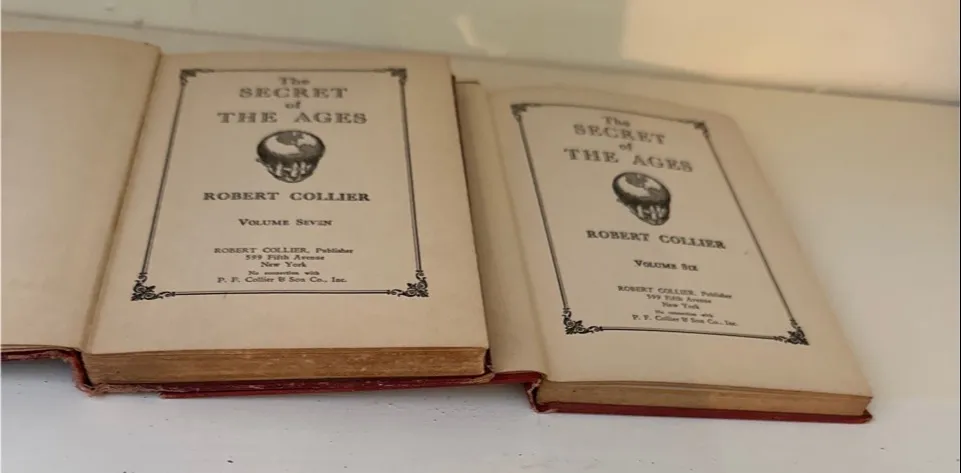 The
SECRET
of
THE AGES
ROBERT COLLIER
VOLUME SEVEN
ROBERT COLLIER, Publisher
599 Fifth Avenue
New York
No connection with
P. F. Collier & Son Co., Inc.
The
SECRET
of
THE AGES
ROBERT COLLIER
VOLUME SIX
ROBERT COLLIER, Publisher
599 Fifth Avenue
New York
No connection with
P. F. Collier & Son Co., Inc.